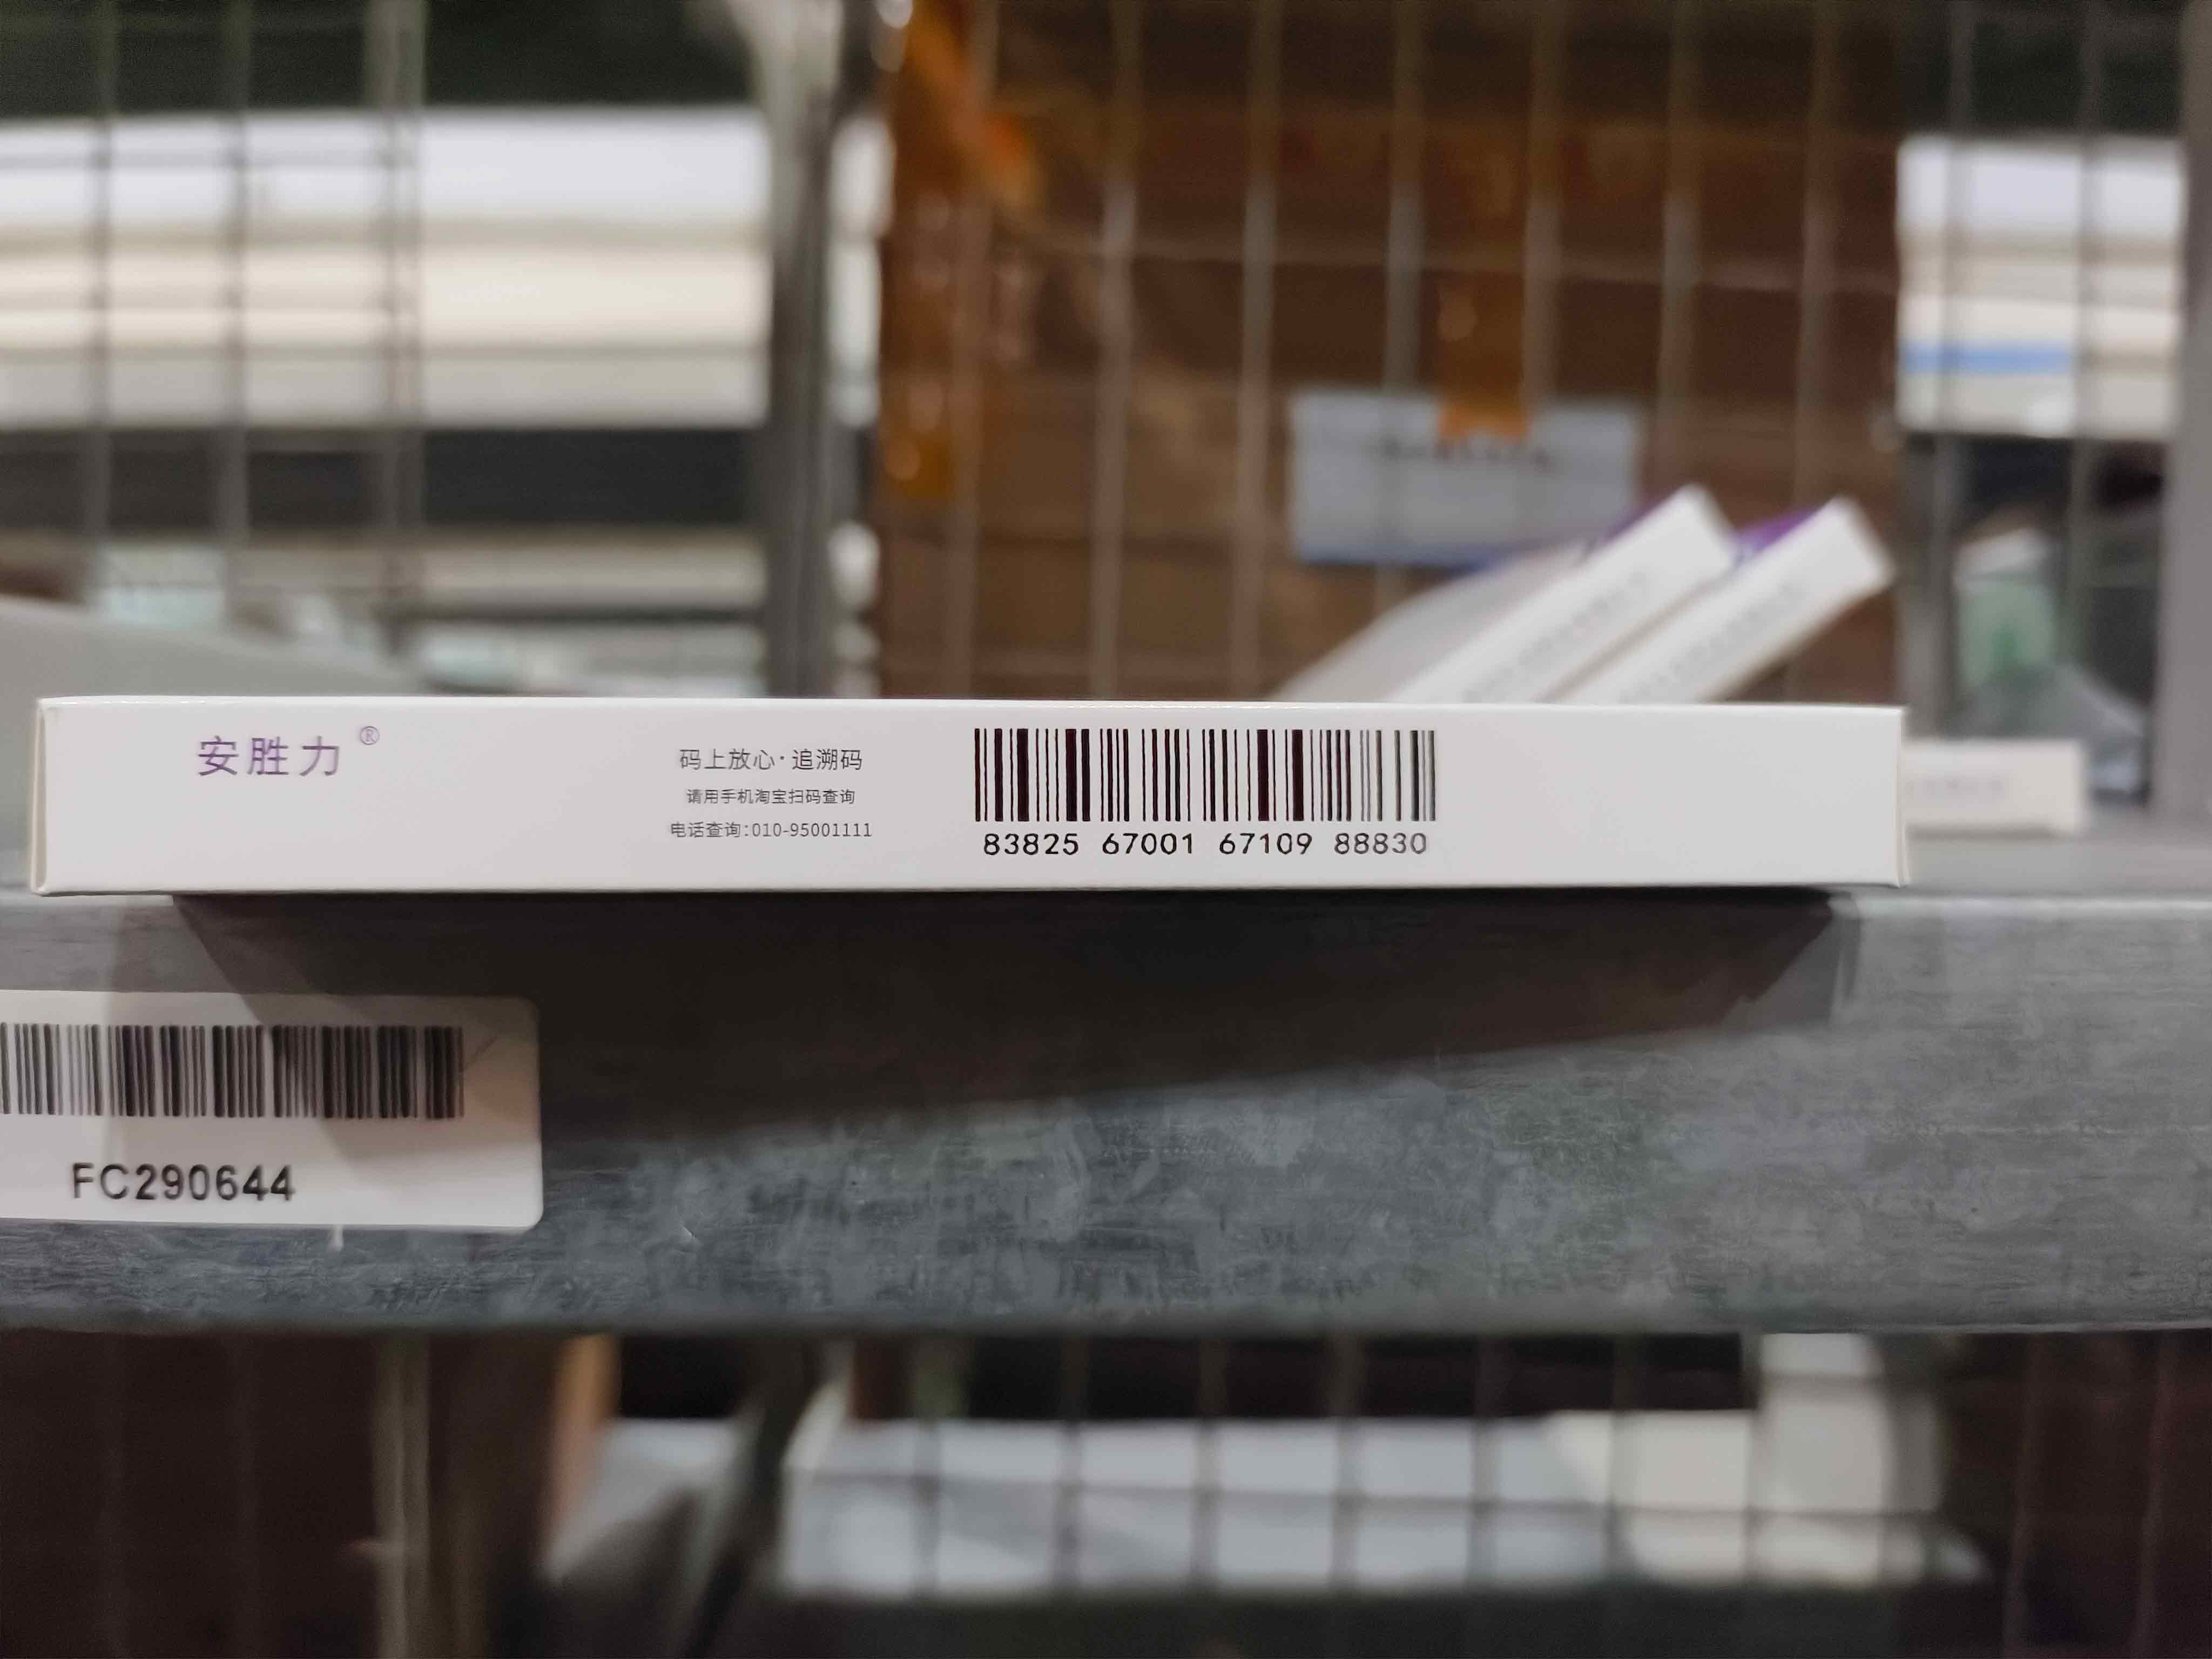 安胜力®
码上放心·追溯码
请用手机淘宝扫码查询
电话查询:010-95001111
83825 67001 67109 88830
FC290644